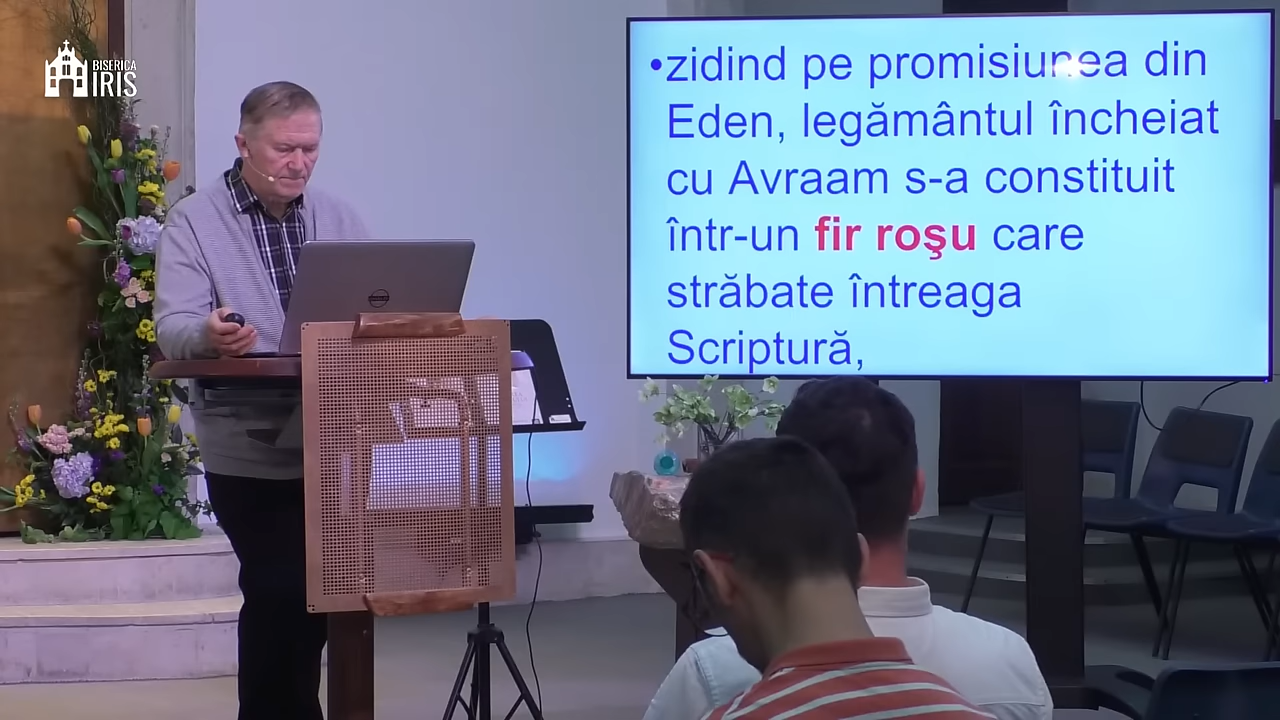 BISERICA
IRIS
•zidind pe promisiunea din
Eden, legământul încheiat
cu Avraam s-a constituit
într-un fir roşu care
străbate întreaga
Scriptură,